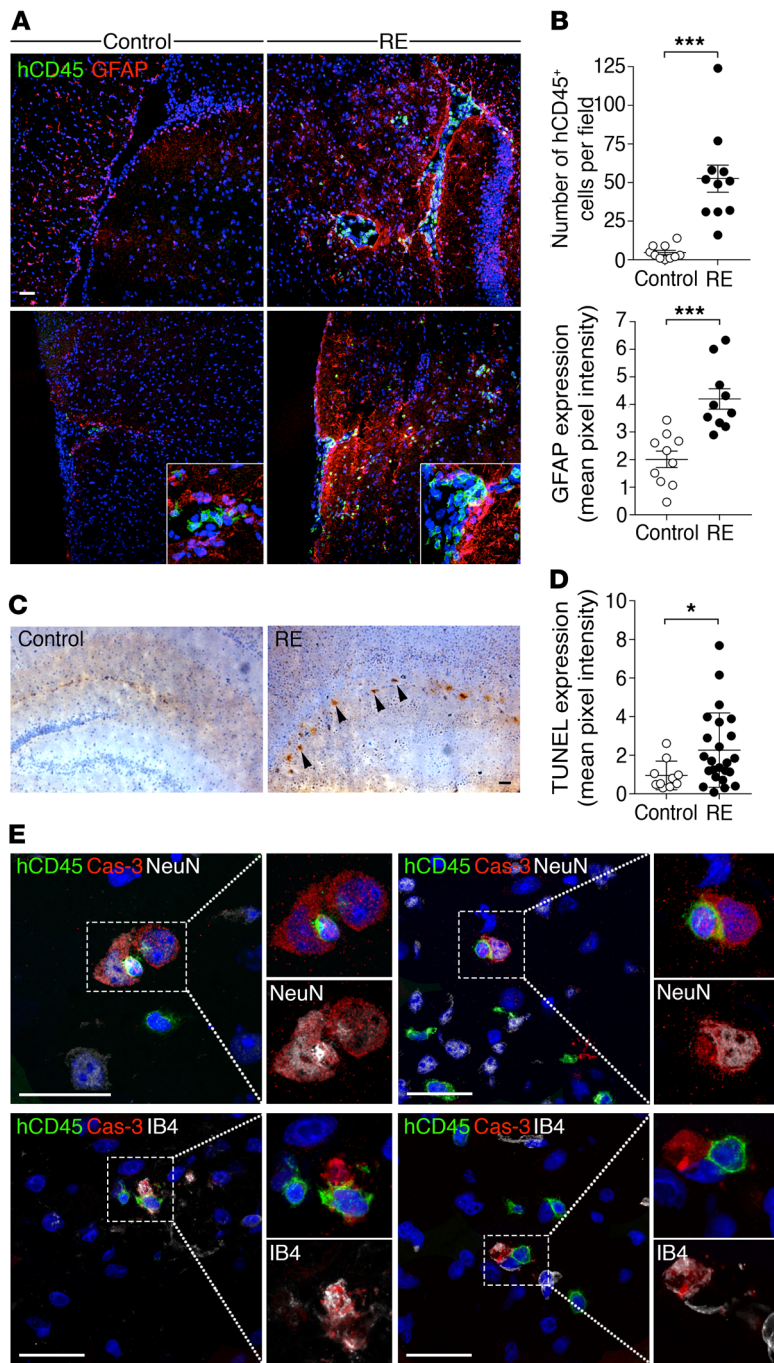 A
Control
RE
hCD45 GFAP
B
***
Number of hCD45+
cells per field
125
100
75
50
25
0
Control RE
***
GFAP expression
(mean pixel intensity)
7
6
5
4
3
2
1
0
Control RE
C
Control
RE
D
*
TUNEL expression
(mean pixel intensity)
10
8
6
4
2
0
Control RE
E
hCD45 Cas-3 NeuN
NeuN
hCD45 Cas-3 NeuN
NeuN
hCD45 Cas-3 IB4
IB4
hCD45 Cas-3 IB4
IB4